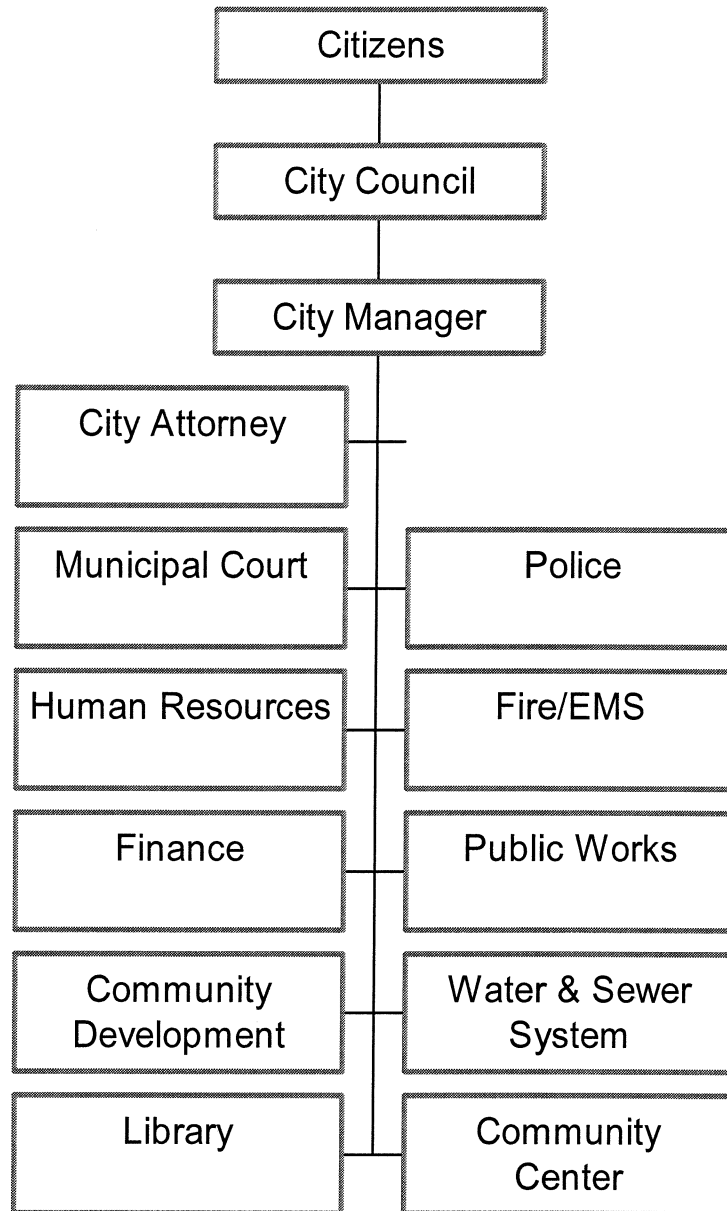 Citizens
City Council
City Manager
City Attorney
Municipal Court
Police
Human Resources
Fire/EMS
Finance
Public Works
Community
Development
Water & Sewer
System
Library
Community
Center